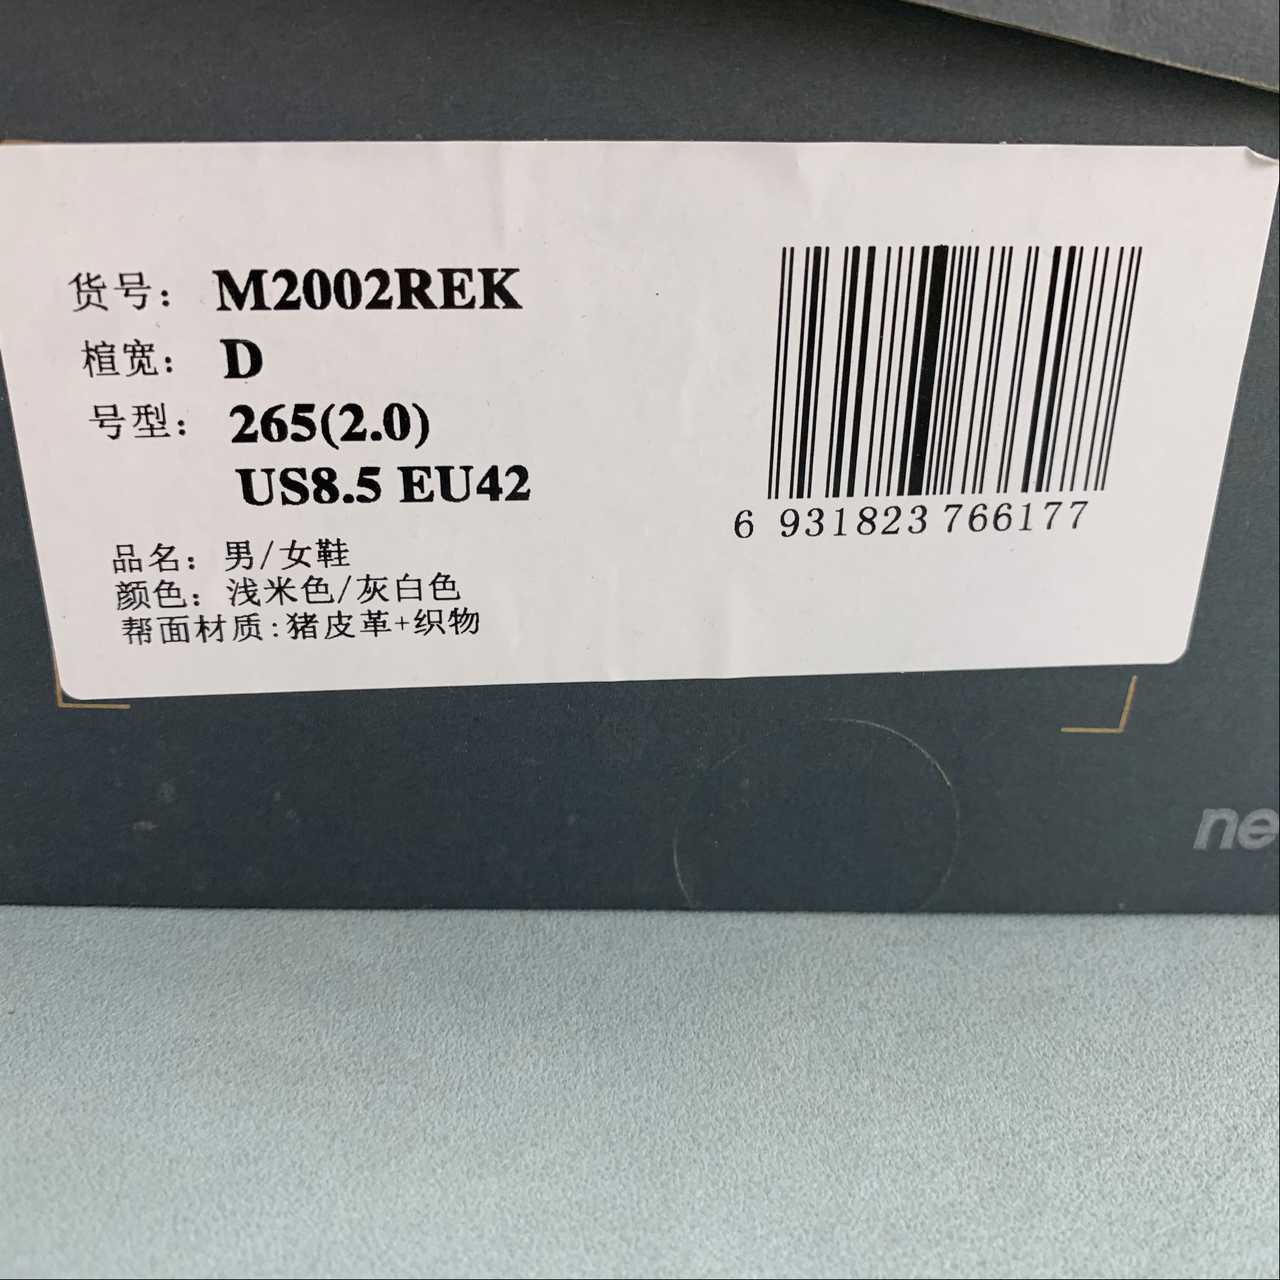 货号: M2002REK
楦宽: D
号型: 265(2.0)
US8.5 EU42
品名: 男/女鞋
颜色: 浅米色/灰白色
帮面材质:猪皮革+织物
6 931823 766177
ne